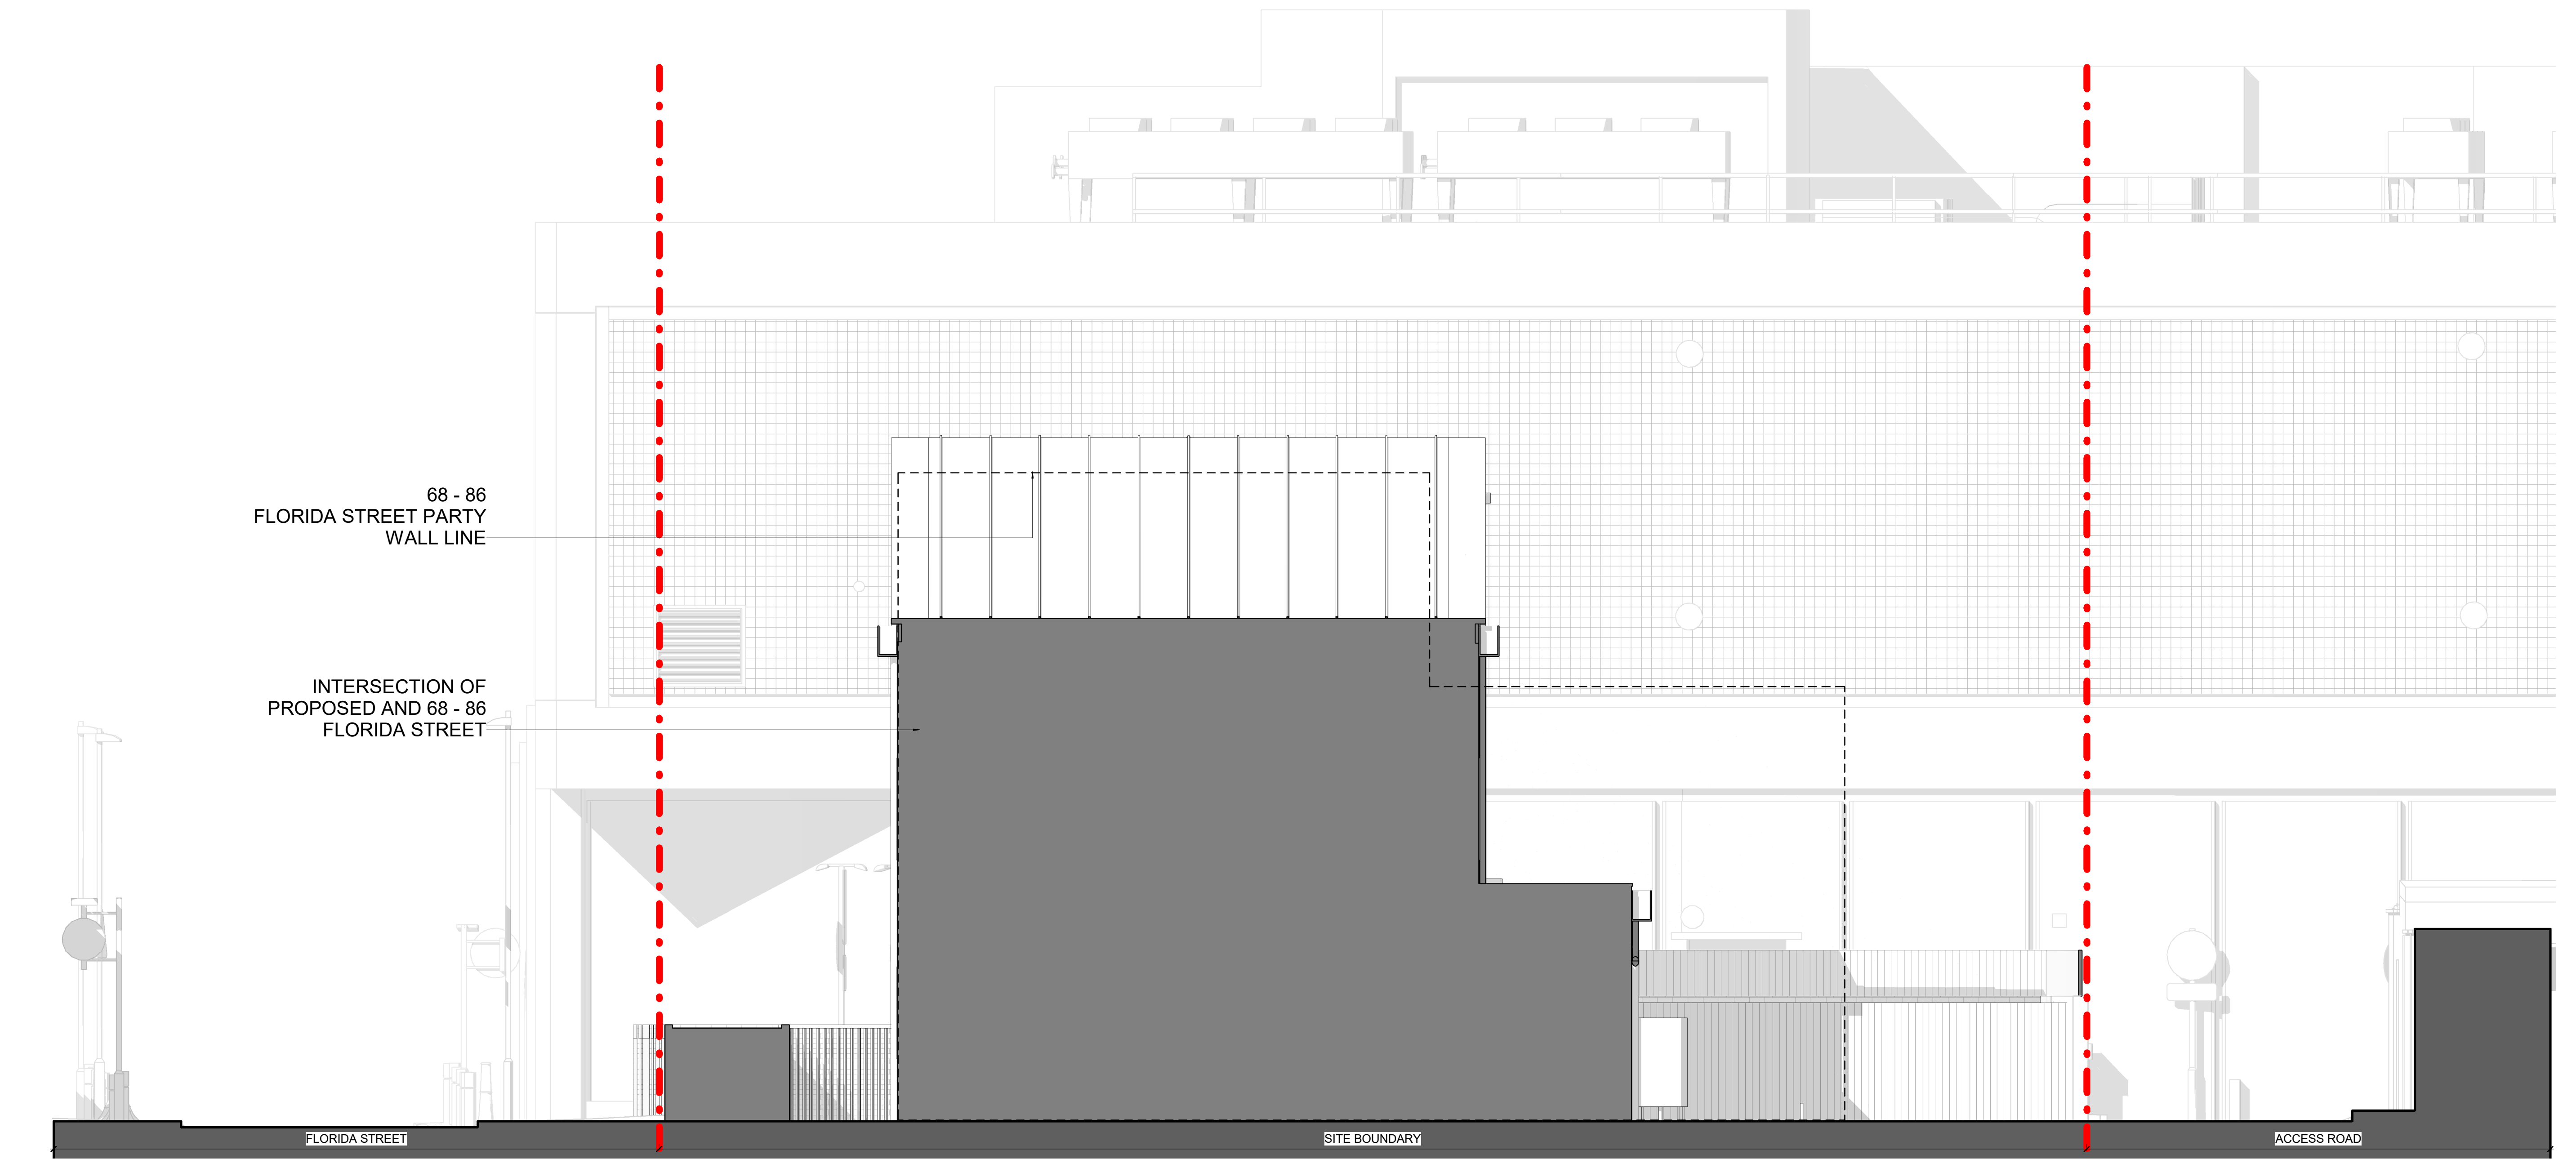 68 - 86
FLORIDA STREET PARTY
WALL LINE
INTERSECTION OF
PROPOSED AND 68 - 86
FLORIDA STREET
FLORIDA STREET
SITE BOUNDARY
ACCESS ROAD